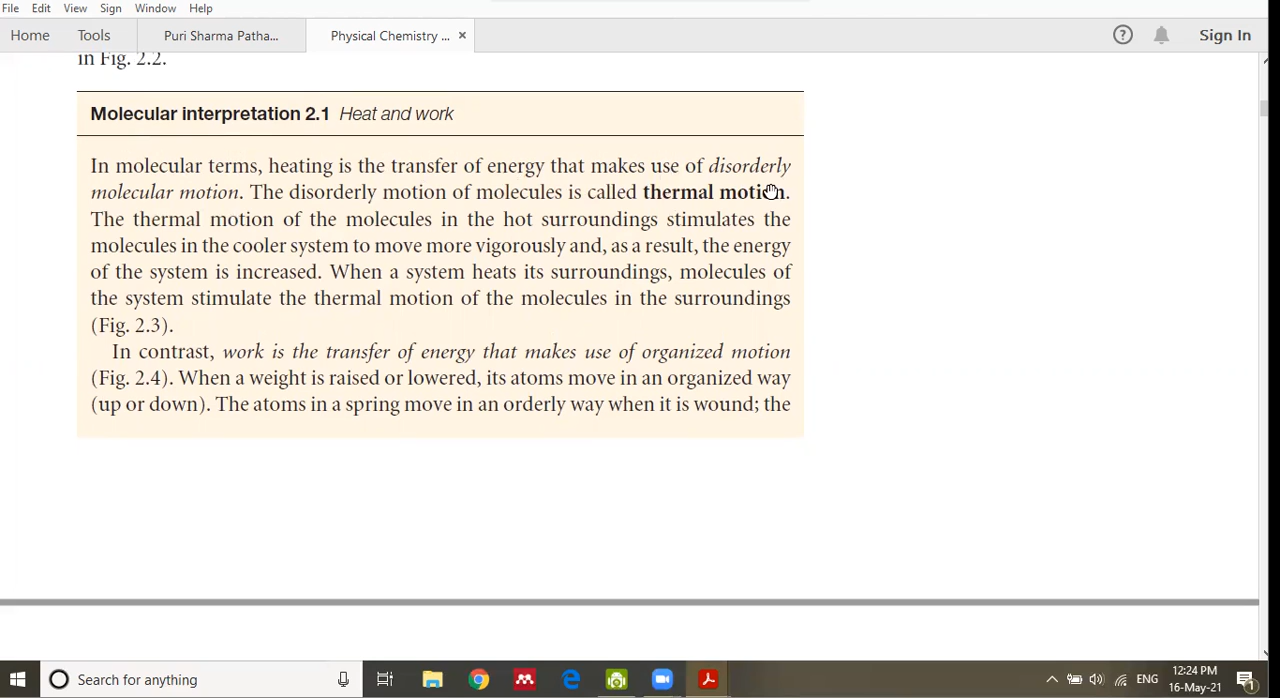 File Edit View Sign Window Help
Home Tools Puri Sharma Patha... Physical Chemistry ... × ? Sign In
in Fig. 2.2.
Molecular interpretation 2.1 Heat and work
In molecular terms, heating is the transfer of energy that makes use of disorderly
molecular motion. The disorderly motion of molecules is called thermal motion.
The thermal motion of the molecules in the hot surroundings stimulates the
molecules in the cooler system to move more vigorously and, as a result, the energy
of the system is increased. When a system heats its surroundings, molecules of
the system stimulate the thermal motion of the molecules in the surroundings
(Fig. 2.3).
In contrast, work is the transfer of energy that makes use of organized motion
(Fig. 2.4). When a weight is raised or lowered, its atoms move in an organized way
(up or down). The atoms in a spring move in an orderly way when it is wound; the
Search for anything
ENG
12:24 PM
16-May-21
1